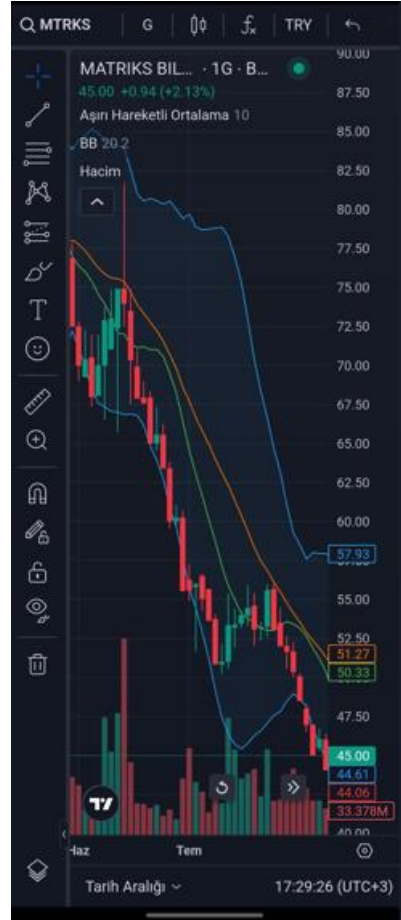 MTRKS G TRY
MATRIKS BİL... · 1G · B...
45.00 +0.94 (+2.13%)
Aşırı Hareketli Ortalama 10
BB 20 2
Hacim
90.00
87.50
85.00
82.50
80.00
77.50
75.00
72.50
70.00
67.50
65.00
62.50
60.00
57.93
55.00
52.50
51.27
50.33
47.50
45.00
44.61
44.06
33.378M
40.00
Haz Tem
Tarih Aralığı 17:29:26 (UTC+3)